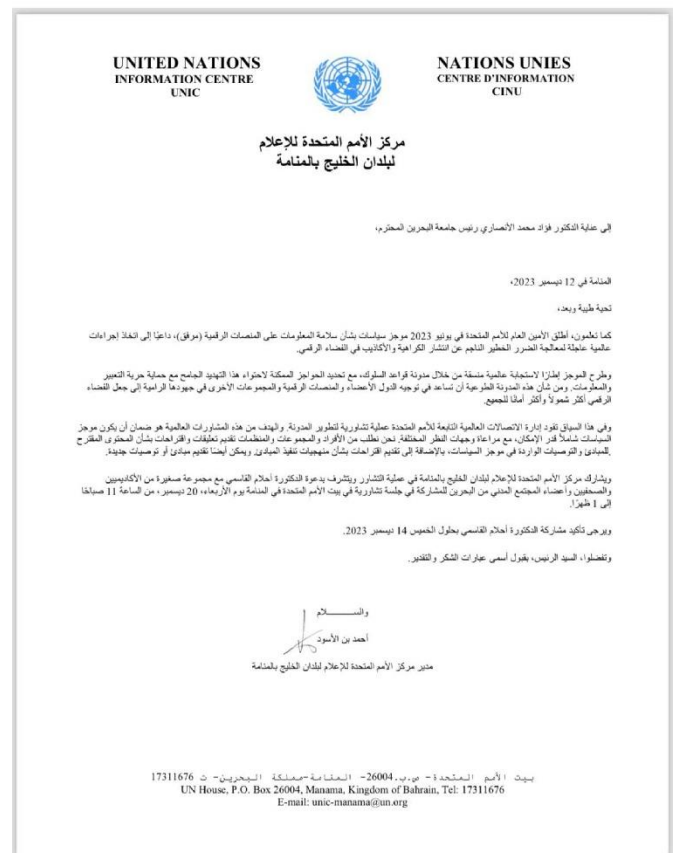 UNITED NATIONS
INFORMATION CENTRE
UNIC
NATIONS UNIES
CENTRE D'INFORMATION
CINU
مركز الأمم المتحدة للإعلام
لبلدان الخليج بالمنامة
إلى عناية الدكتور فؤاد محمد الأنصاري رئيس جامعة البحرين المحترم،
المنامة في 12 ديسمبر 2023،
تحية طيبة وبعد،
كما تعلمون، أطلق الأمين العام للأمم المتحدة في يونيو 2023 موجز سياسات بشأن سلامة المعلومات على المنصات الرقمية (مرفق)، داعيًا إلى اتخاذ إجراءات
عالمية عاجلة لمعالجة الضرر الخطير الناجم عن انتشار الكراهية والأكاذيب في الفضاء الرقمي.
وطرح الموجز إطارًا لاستجابة عالمية منسقة من خلال مدونة قواعد السلوك، مع تحديد الحواجز الممكنة لاحتواء هذا التهديد الجامح مع حماية حرية التعبير
والمعلومات. ومن شأن هذه المدونة الطوعية أن تساعد في توجيه الدول الأعضاء والمنصات الرقمية والمجموعات الأخرى في جهودها الرامية إلى جعل الفضاء
الرقمي أكثر شمولاً وأكثر أمانًا للجميع.
وفي هذا السياق تقود إدارة الاتصالات العالمية التابعة للأمم المتحدة عملية تشاورية لتطوير المدونة. والهدف من هذه المشاورات العالمية هو ضمان أن يكون موجز
السياسات شاملاً قدر الإمكان، مع مراعاة وجهات النظر المختلفة. نحن نطلب من الأفراد والمجموعات والمنظمات تقديم تعليقات واقتراحات بشأن المحتوى المقترح
.للمبادئ والتوصيات الواردة في موجز السياسات، بالإضافة إلى تقديم اقتراحات بشأن منهجيات تنفيذ المبادئ. ويمكن أيضًا تقديم مبادئ أو توصيات جديدة.
ويشارك مركز الأمم المتحدة للإعلام لبلدان الخليج بالمنامة في عملية التشاور ويتشرف بدعوة الدكتورة أحلام القاسمي مع مجموعة صغيرة من الأكاديميين
والصحفيين وأعضاء المجتمع المدني من البحرين للمشاركة في جلسة تشاورية في بيت الأمم المتحدة في المنامة يوم الأربعاء، 20 ديسمبر، من الساعة 11 صباحًا
إلى 1 ظهرًا.
ويرجى تأكيد مشاركة الدكتورة أحلام القاسمي بحلول الخميس 14 ديسمبر 2023.
وتفضلوا، السيد الرئيس، بقبول أسمى عبارات الشكر والتقدير.
والســـــــلام
أحمد بن الأسود
مدير مركز الأمم المتحدة للإعلام لبلدان الخليج بالمنامة
بيت الأمم المتحدة - ص.ب.26004- المنامة-مملكة البحرين- ت 17311676
UN House, P.O. Box 26004, Manama, Kingdom of Bahrain, Tel: 17311676
E-mail: unic-manama@un.org